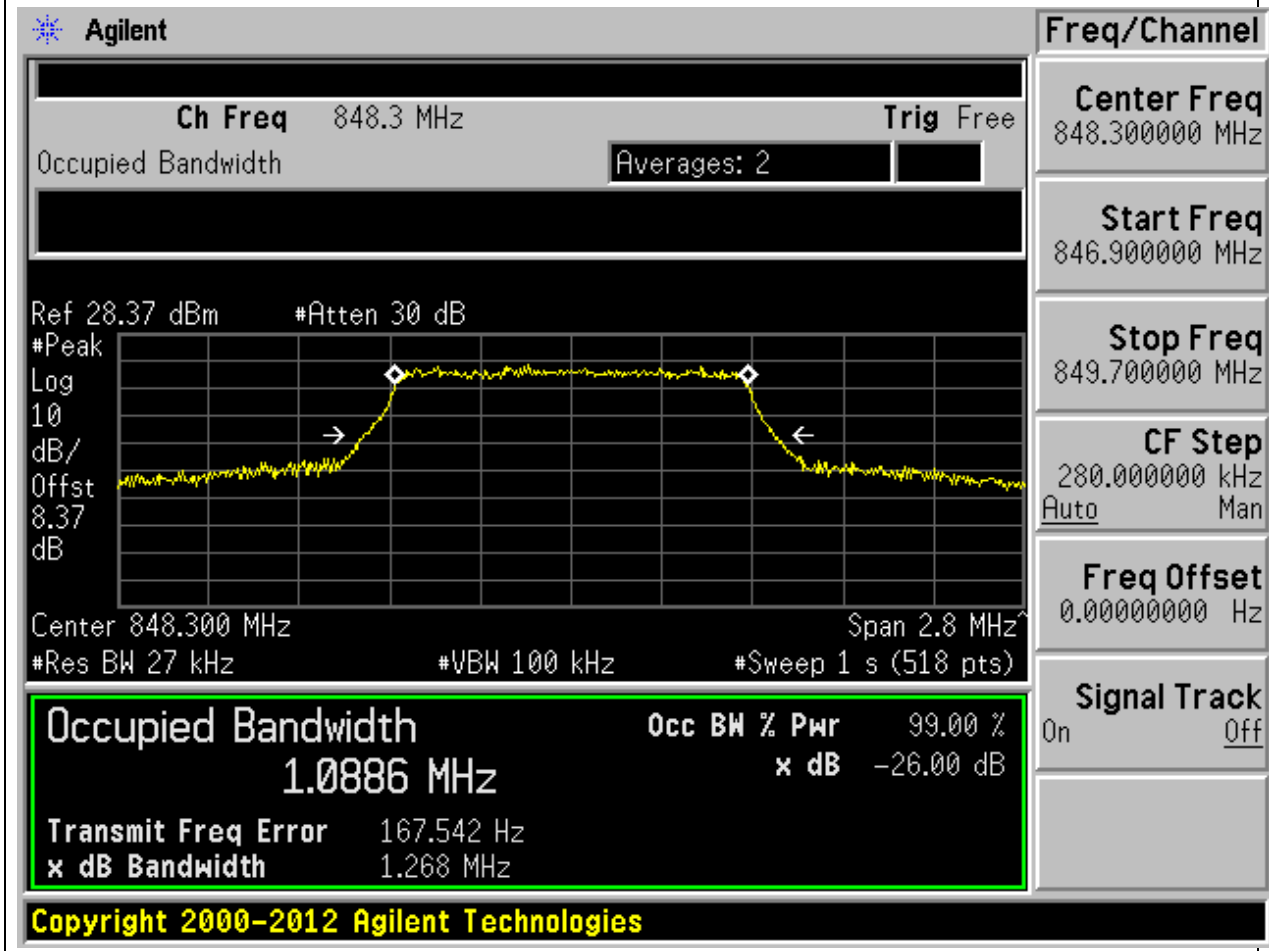 Agilent
Freq/Channel
Ch Freq 848.3 MHz Trig Free
Occupied Bandwidth Averages: 2
Ref 28.37 dBm #Atten 30 dB
#Peak
Log
10
dB/
Offst
8.37
dB
Center 848.300 MHz Span 2.8 MHz^
#Res BW 27 kHz #VBW 100 kHz #Sweep 1 s (518 pts)
Occupied Bandwidth
1.0886 MHz
Occ BW % Pwr 99.00 %
x dB -26.00 dB
Transmit Freq Error 167.542 Hz
x dB Bandwidth 1.268 MHz
Copyright 2000-2012 Agilent Technologies
Center Freq
848.300000 MHz
Start Freq
846.900000 MHz
Stop Freq
849.700000 MHz
CF Step
280.000000 kHz
Auto Man
Freq Offset
0.00000000 Hz
Signal Track
On Off